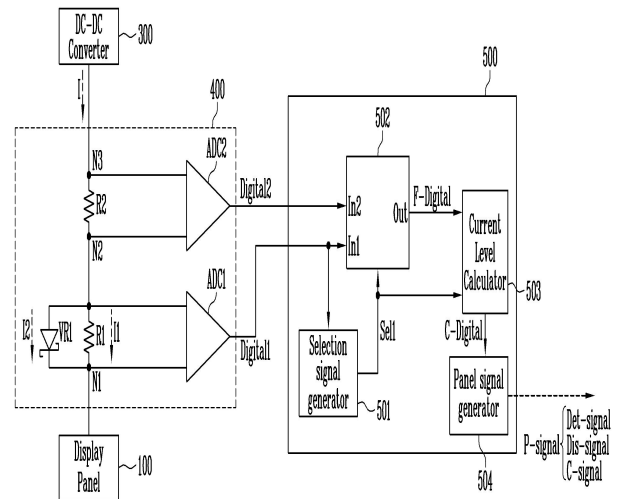 DC-DC
Converter
300
I
400
500
N3
ADC2
502
R2
Digital2
In2
F-Digital
Out
N2
In1
Current
Level
Calculator
503
ADC1
I2
VR1
R1
I1
Digital1
Sel1
C-Digital
N1
Selection
signal
generator
501
Panel signal
generator
504
Display
Panel
100
P-signal
Det-signal
Dis-signal
C-signal